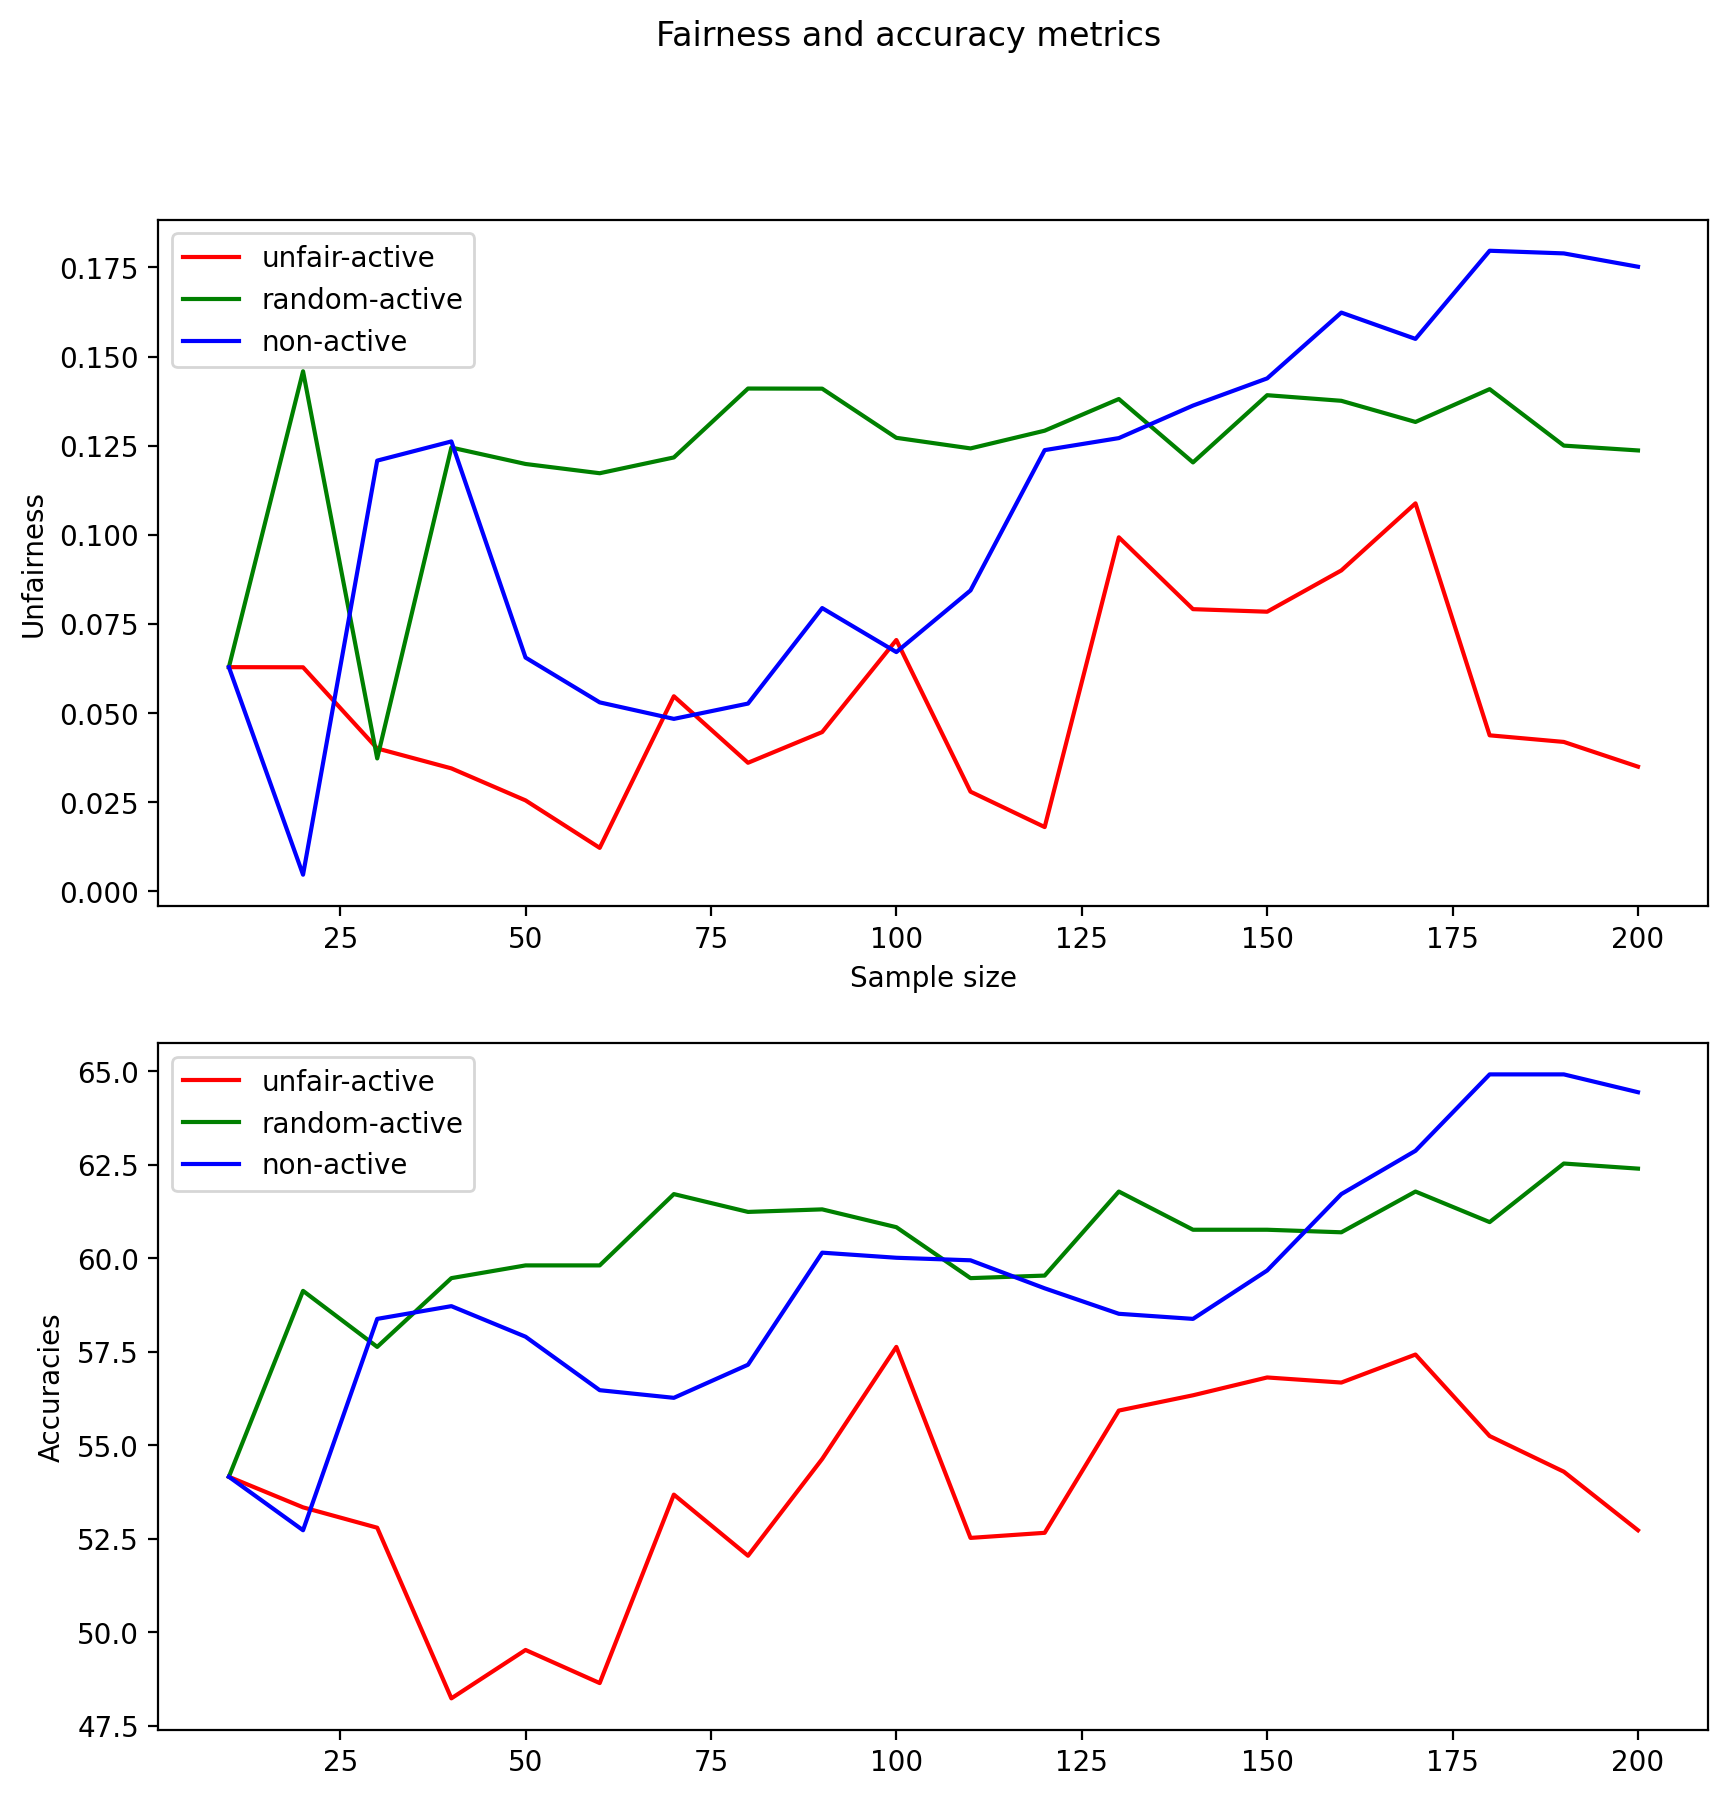 Fairness and accuracy metrics
unfair-active
random-active
non-active
0.175
0.150
0.125
0.100
0.075
0.050
0.025
0.000
Unfairness
25 50 75 100 125 150 175 200
Sample size
unfair-active
random-active
non-active
65.0
62.5
60.0
57.5
55.0
52.5
50.0
47.5
Accuracies
25 50 75 100 125 150 175 200